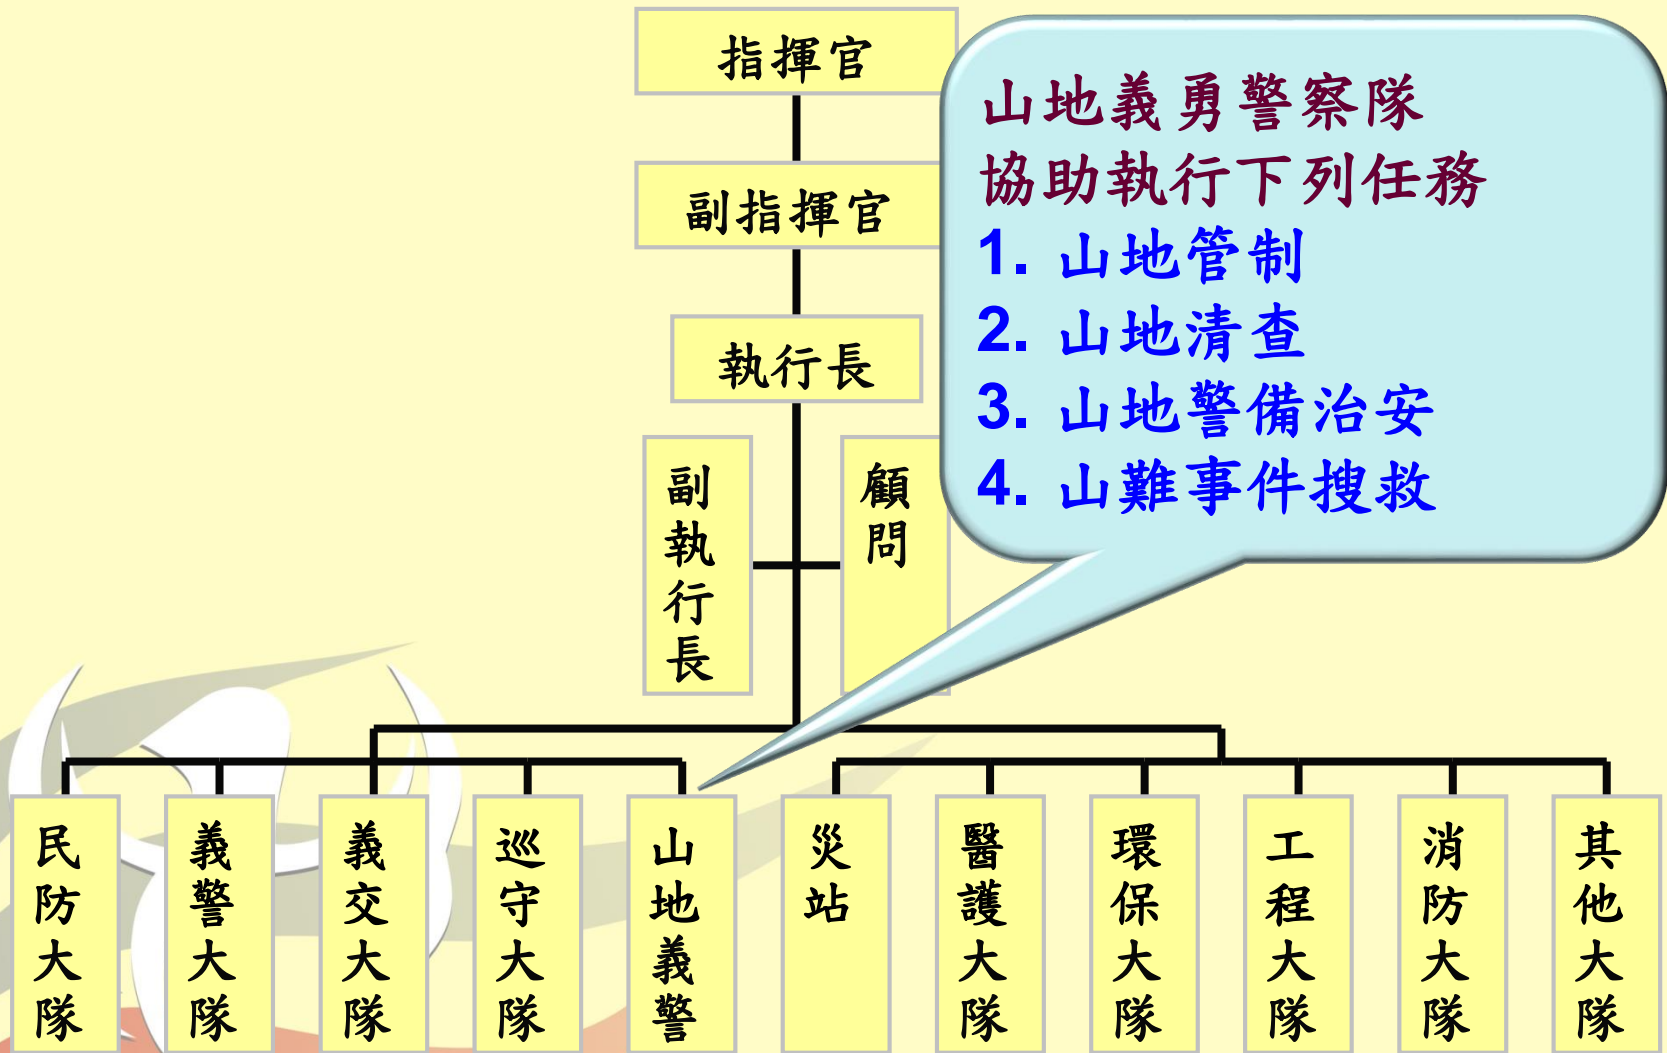 指揮官
副指揮官
執行長
副執行長
顧問
山地義勇警察隊
協助執行下列任務
1. 山地管制
2. 山地清查
3. 山地警備治安
4. 山難事件搜救
民防大隊
義警大隊
義交大隊
巡守大隊
山地義警
災站
醫護大隊
環保大隊
工程大隊
消防大隊
其他大隊